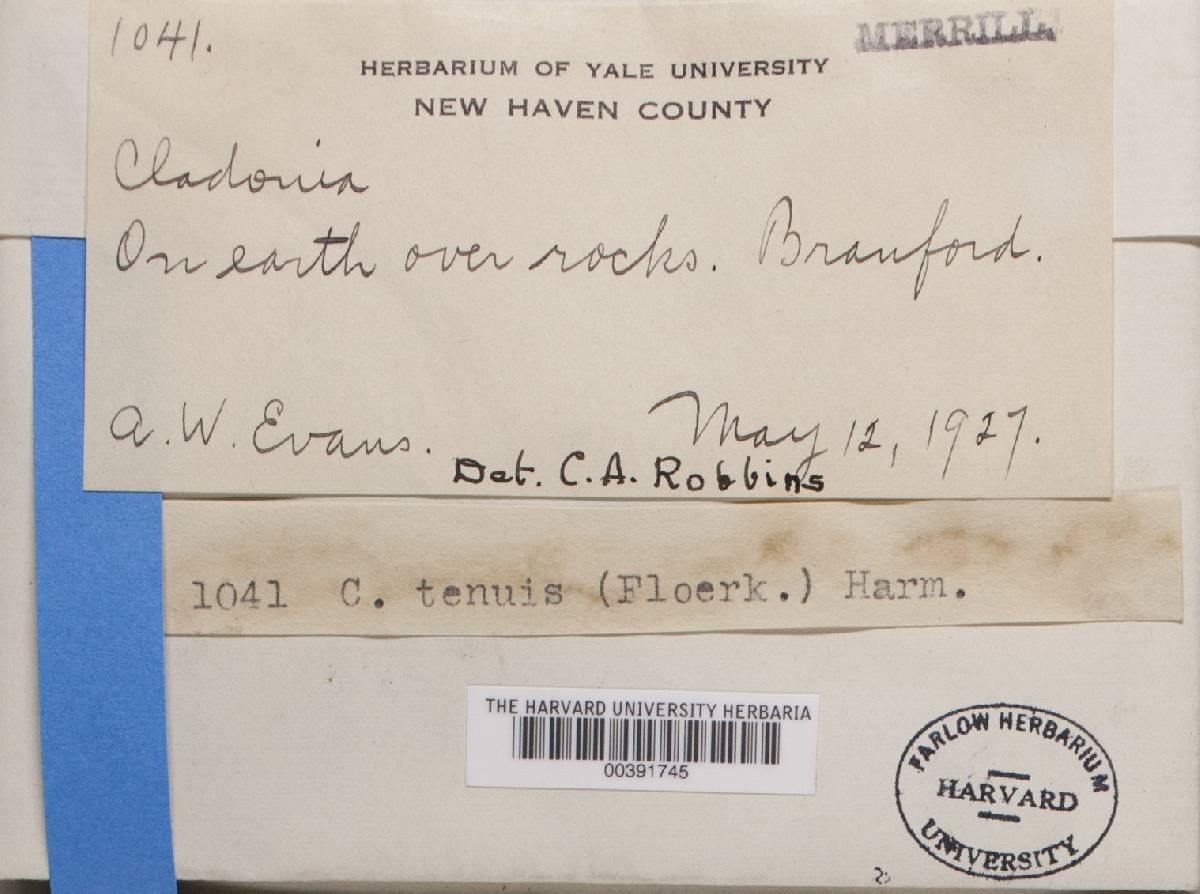 1041. MERRILL
HERBARIUM OF YALE UNIVERSITY
NEW HAVEN COUNTY
Cladonia
On earth over rocks. Branford.
A. W. Evans. May 12, 1927.
Det. C. A. Robbins
1041 C. tenuis (Floerk.) Harm.
THE HARVARD UNIVERSITY HERBARIA
00391745
FARLOW HERBARIUM
HARVARD
UNIVERSITY